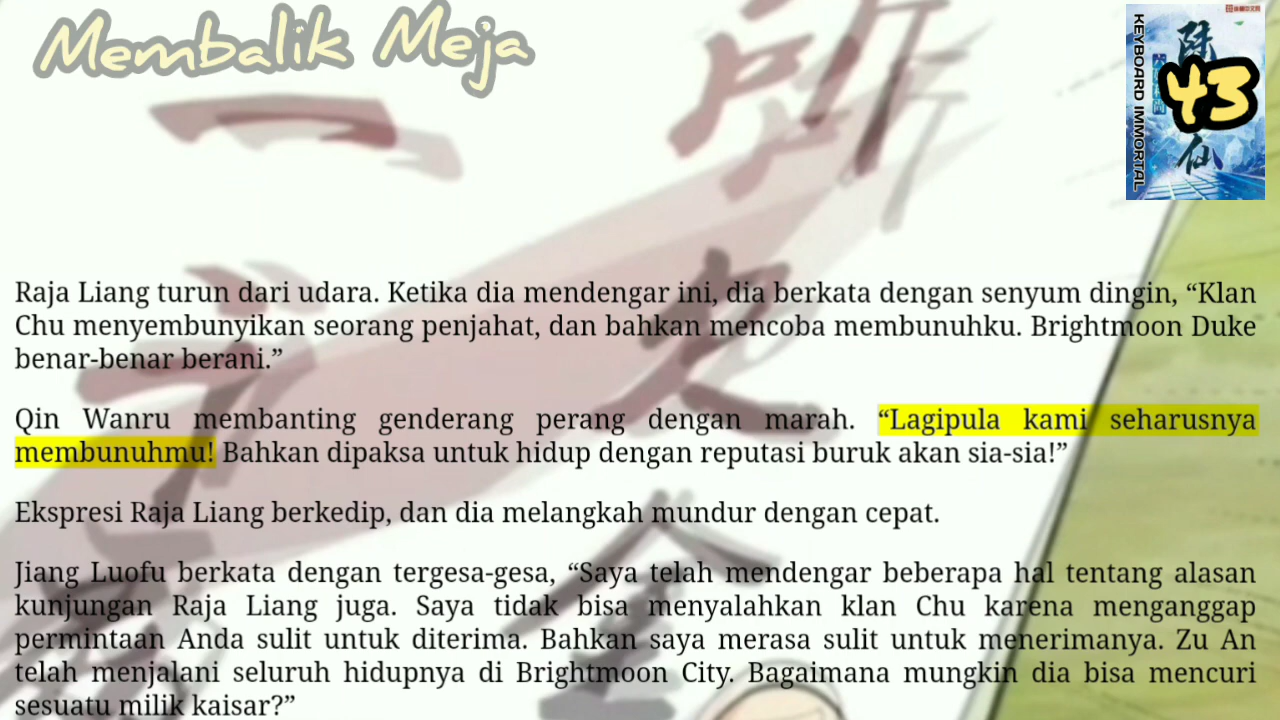 Membalik Meja
KEYBOARD IMMORTAL
陆
43
仙
一
所
Raja Liang turun dari udara. Ketika dia mendengar ini, dia berkata dengan senyum dingin, “Klan
Chu menyembunyikan seorang penjahat, dan bahkan mencoba membunuhku. Brightmoon Duke
benar-benar berani.”
Qin Wanru membanting genderang perang dengan marah. “Lagipula kami seharusnya
membunuhmu! Bahkan dipaksa untuk hidup dengan reputasi buruk akan sia-sia!”
Ekspresi Raja Liang berkedip, dan dia melangkah mundur dengan cepat.
Jiang Luofu berkata dengan tergesa-gesa, “Saya telah mendengar beberapa hal tentang alasan
kunjungan Raja Liang juga. Saya tidak bisa menyalahkan klan Chu karena menganggap
permintaan Anda sulit untuk diterima. Bahkan saya merasa sulit untuk menerimanya. Zu An
telah menjalani seluruh hidupnya di Brightmoon City. Bagaimana mungkin dia bisa mencuri
sesuatu milik kaisar?”